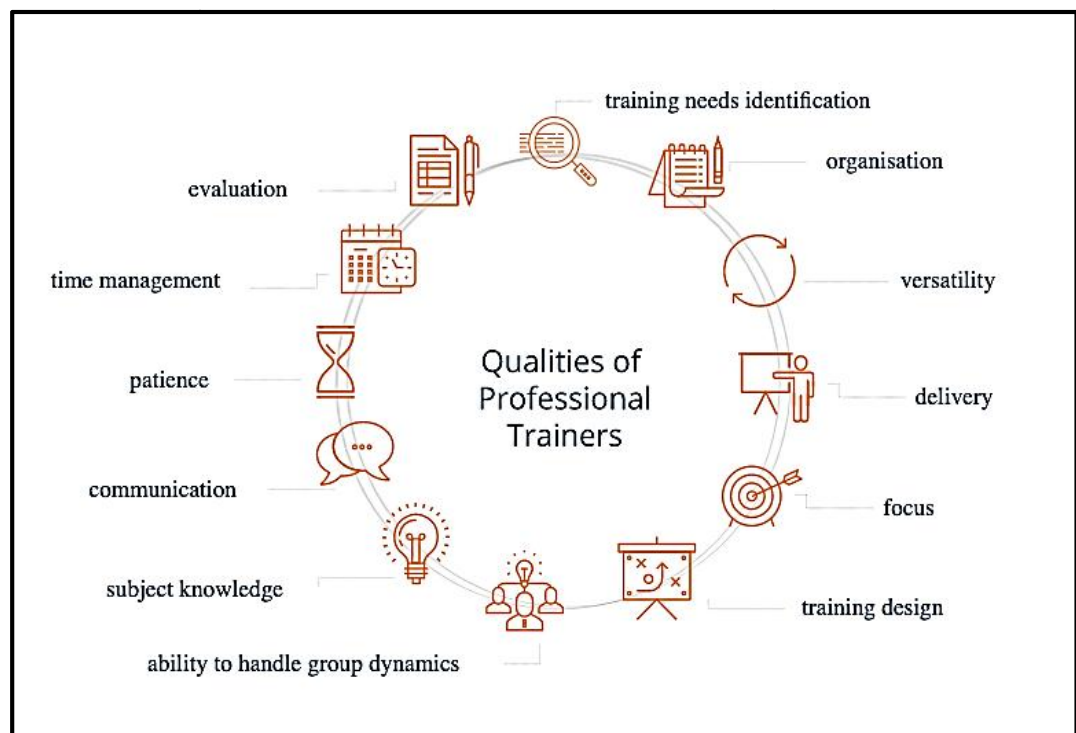 training needs identification
organisation
evaluation
versatility
time management
Qualities of
Professional
Trainers
patience
delivery
communication
focus
subject knowledge
training design
ability to handle group dynamics